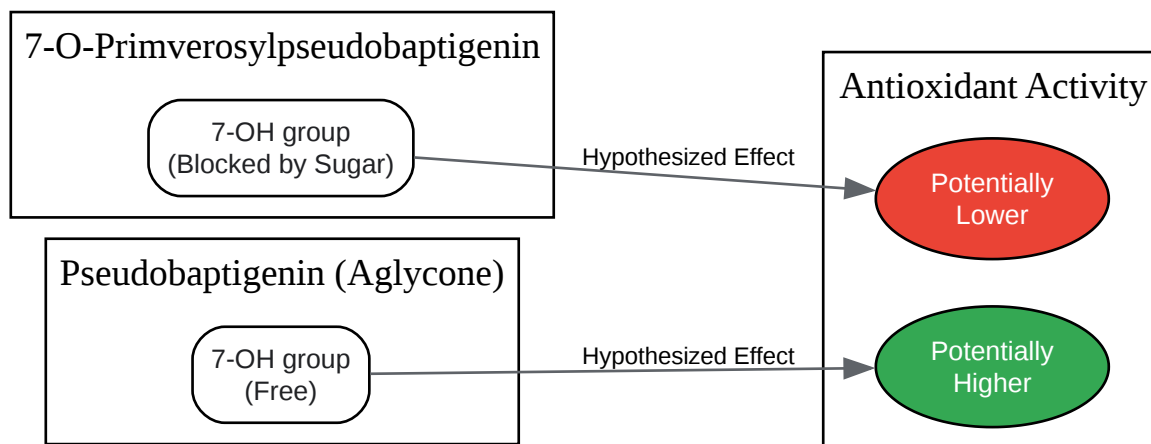 7-O-Primverosylpseudobaptigenin
7-OH group
(Blocked by Sugar)
Hypothesized Effect
Antioxidant Activity
Potentially
Lower
Pseudobaptigenin (Aglycone)
7-OH group
(Free)
Hypothesized Effect
Potentially
Higher